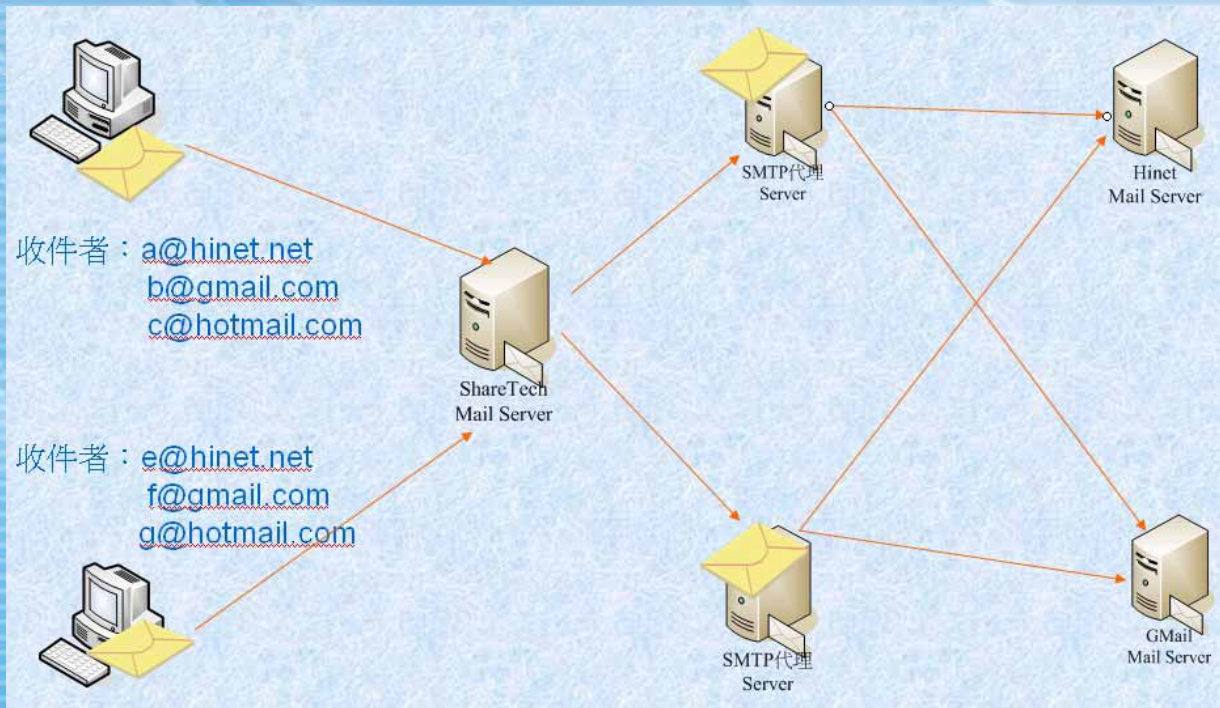 收件者：a@hinet.net
b@gmail.com
c@hotmail.com
收件者：e@hinet.net
f@gmail.com
g@hotmail.com
ShareTech
Mail Server
SMTP代理
Server
SMTP代理
Server
Hinet
Mail Server
GMail
Mail Server